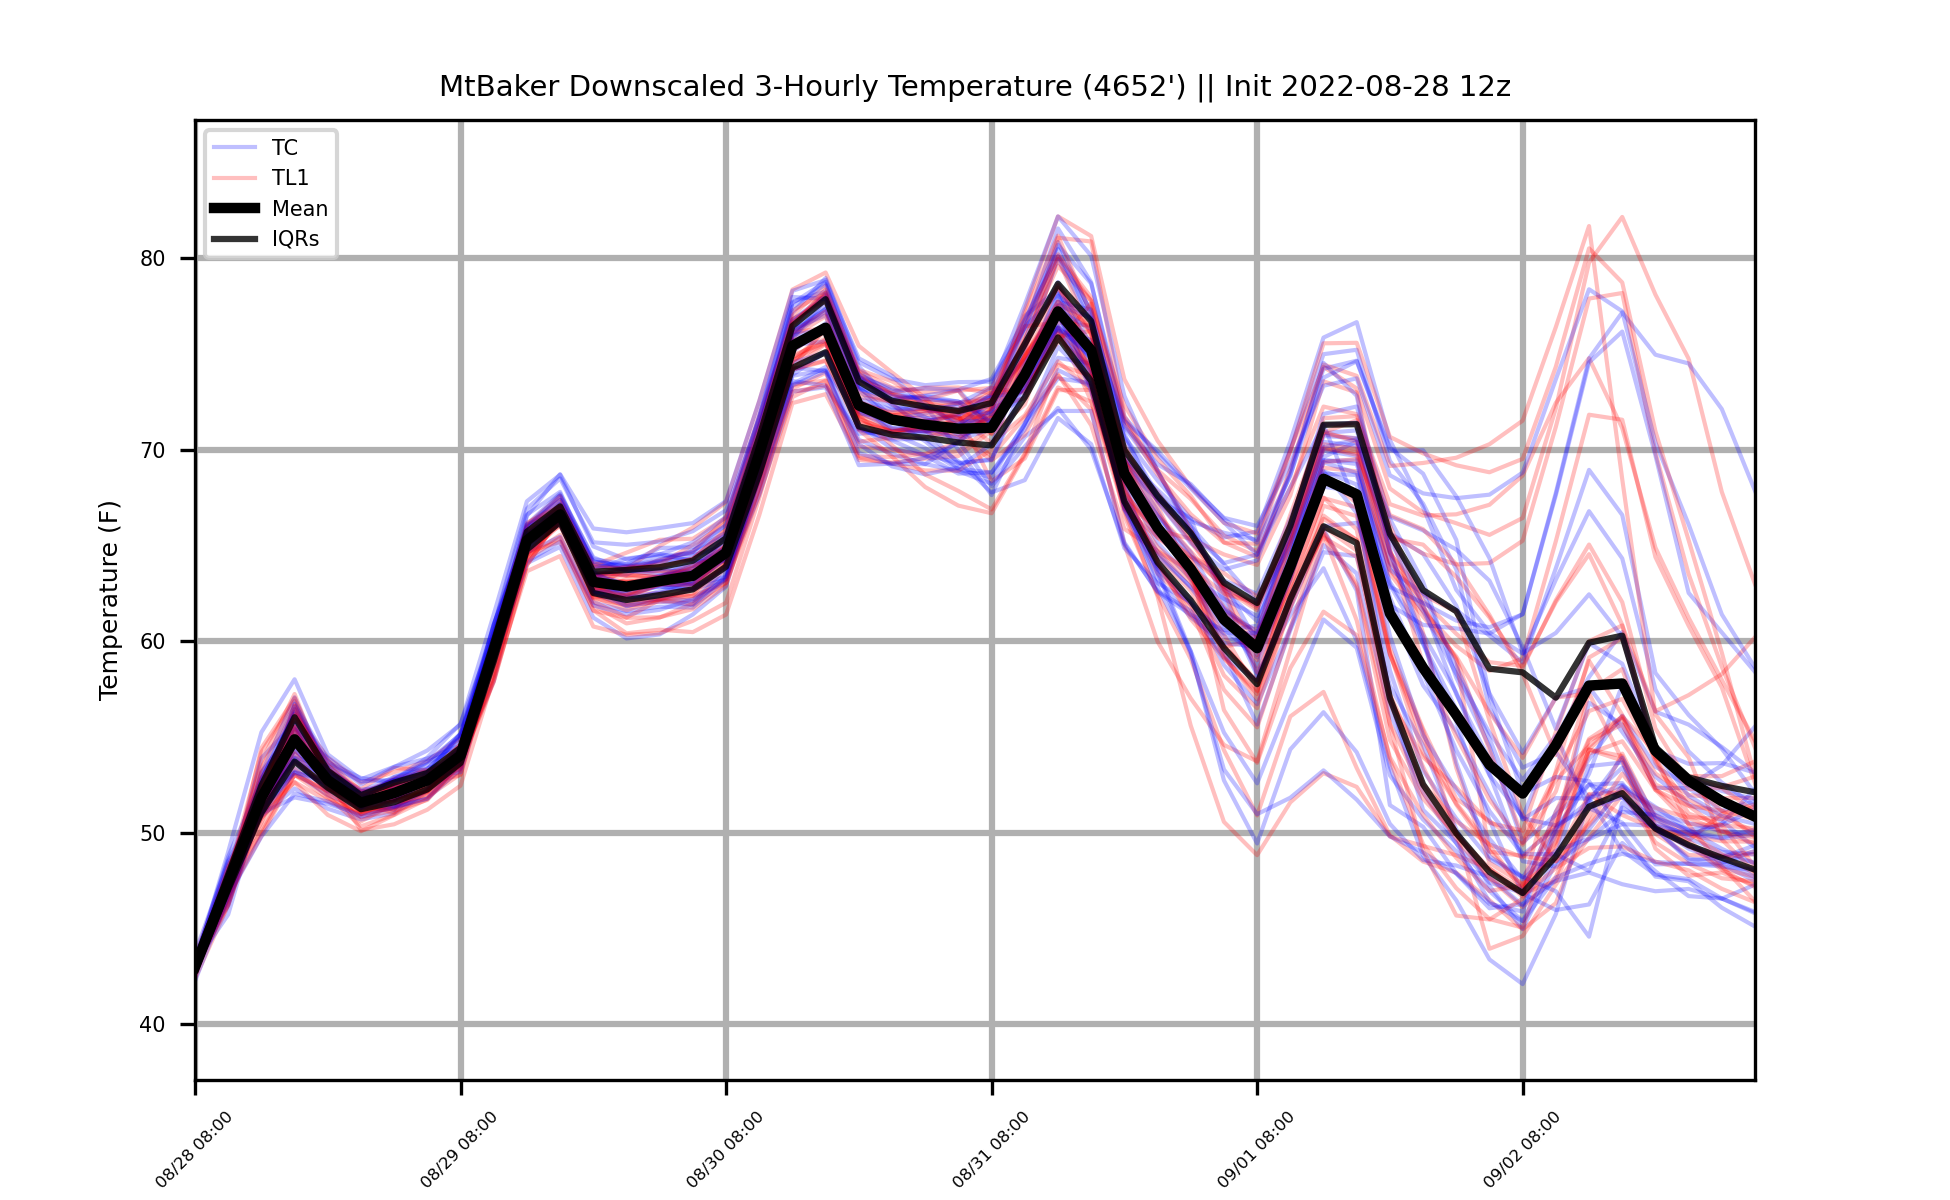 MtBaker Downscaled 3-Hourly Temperature (4652') || Init 2022-08-28 12z
TC
TL1
Mean
IQRs
Temperature (F)
80
70
60
50
40
08/28 08:00
08/29 08:00
08/30 08:00
08/31 08:00
09/01 08:00
09/02 08:00